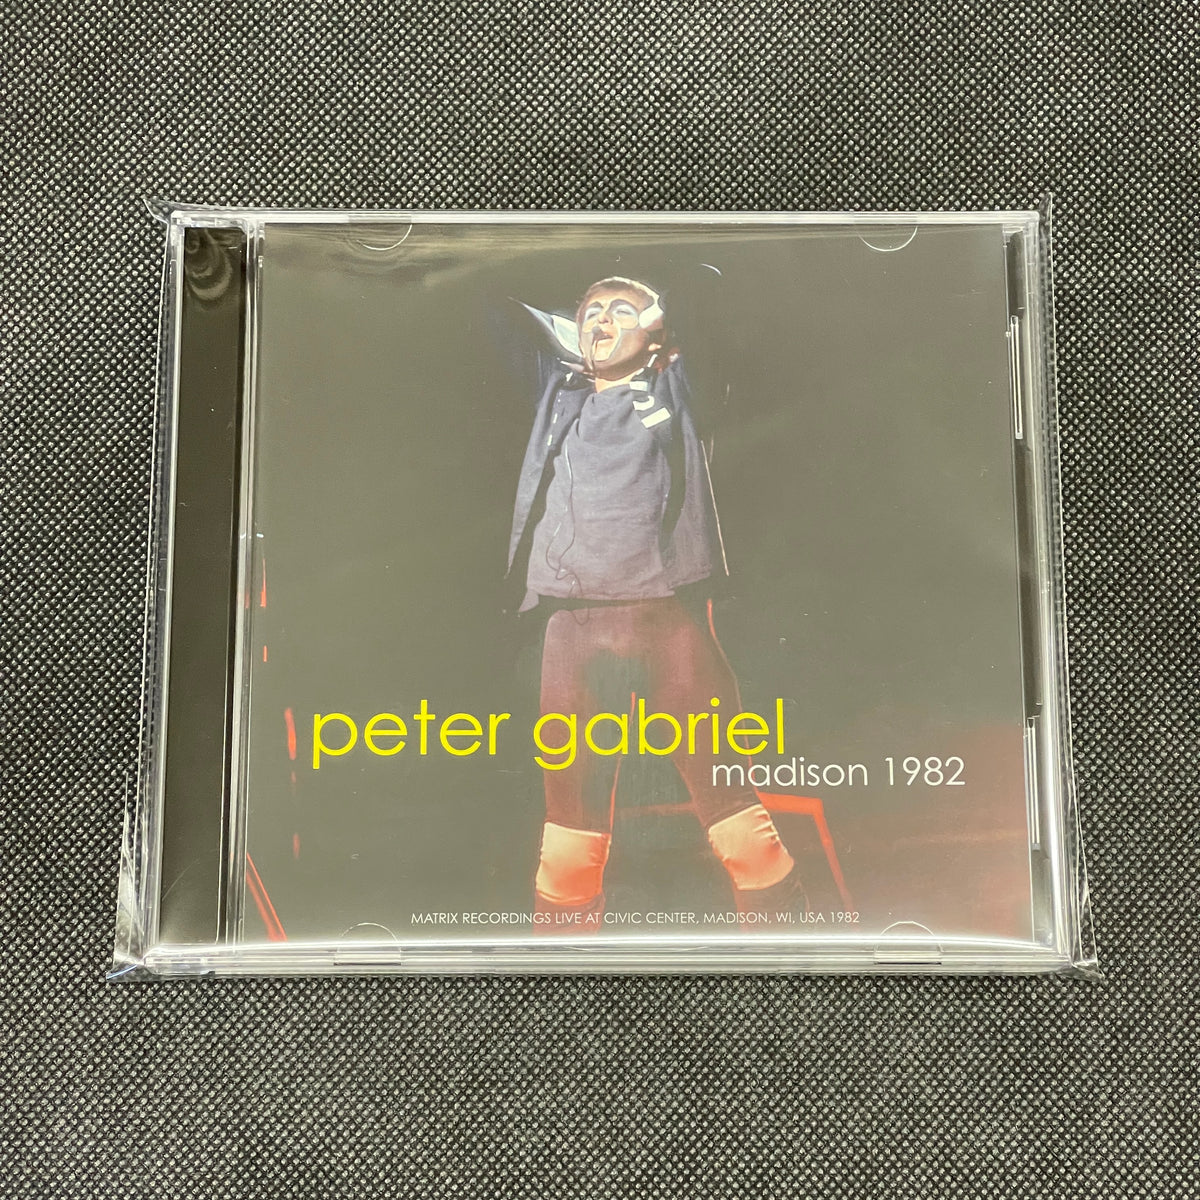 peter gabriel
madison 1982
MATRIX RECORDINGS LIVE AT CIVIC CENTER, MADISON, WI, USA 1982